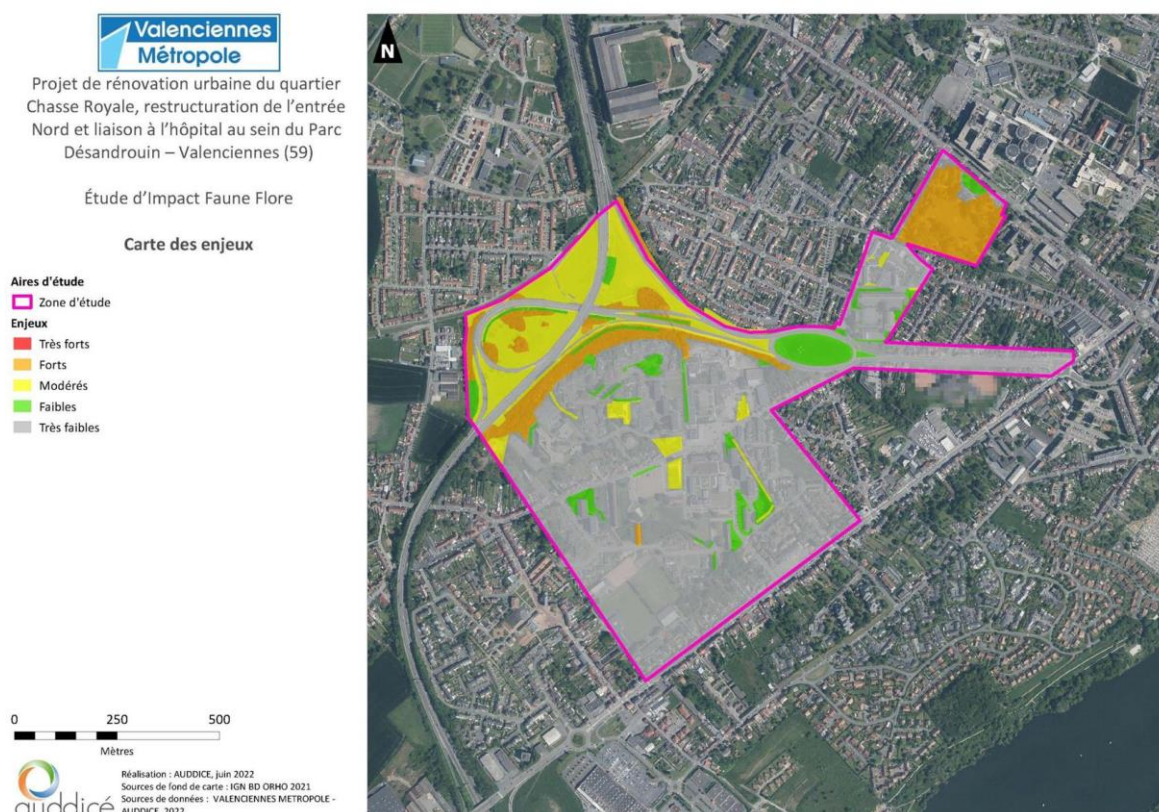 Valenciennes
Métropole
Projet de rénovation urbaine du quartier
Chasse Royale, restructuration de l'entrée
Nord et liaison à l'hôpital au sein du Parc
Désandrouin – Valenciennes (59)
Étude d'Impact Faune Flore
Carte des enjeux
Aires d'étude
Zone d'étude
Enjeux
Très forts
Forts
Modérés
Faibles
Très faibles
0 250 500
Mètres
auddicé
Réalisation : AUDDICE, juin 2022
Sources de fond de carte : IGN BD ORHO 2021
Sources de données : VALENCIENNES METROPOLE -
AUDDICE, 2022
N